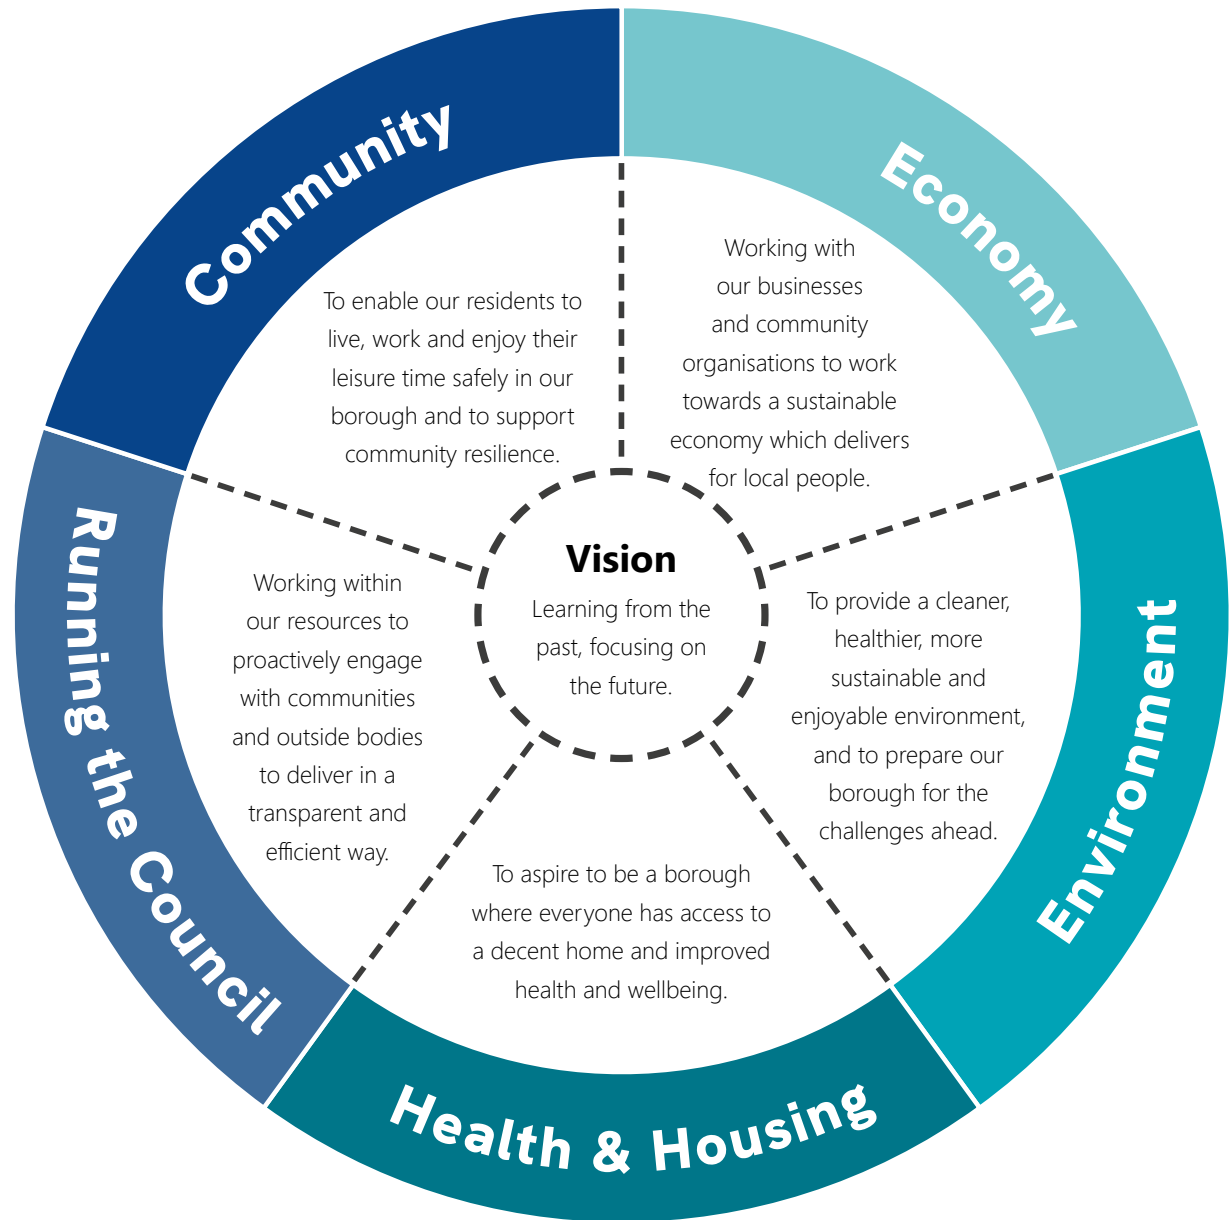 Community
To enable our residents to
live, work and enjoy their
leisure time safely in our
borough and to support
community resilience.
Economy
Working with
our businesses
and community
organisations to work
towards a sustainable
economy which delivers
for local people.
Environment
To provide a cleaner,
healthier, more
sustainable and
enjoyable environment,
and to prepare our
borough for the
challenges ahead.
Health & Housing
To aspire to be a borough
where everyone has access to
a decent home and improved
health and wellbeing.
Running the Council
Working within
our resources to
proactively engage
with communities
and outside bodies
to deliver in a
transparent and
efficient way.
Vision
Learning from the
past, focusing on
the future.